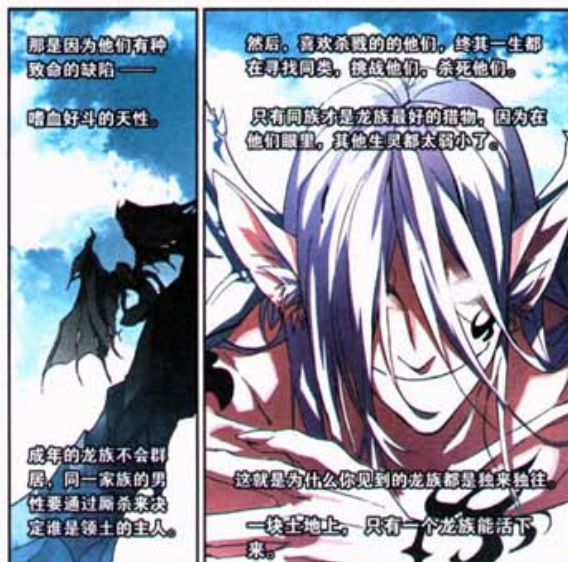 那是因为他们有种
致命的缺陷——
嗜血好斗的天性。
成年的龙族不会群
居，同一家族的男
性要通过厮杀来决
定谁是领土的主人。
然后，喜欢杀戮的的他们，终其一生都
在寻找同类，挑战他们，杀死他们。
只有同族才是龙族最好的猎物，因为在
他们眼里，其他生灵都太弱小了。
这就是为什么你见到的龙族都是独来独往。
一块土地上，只有一个龙族能活下
来。